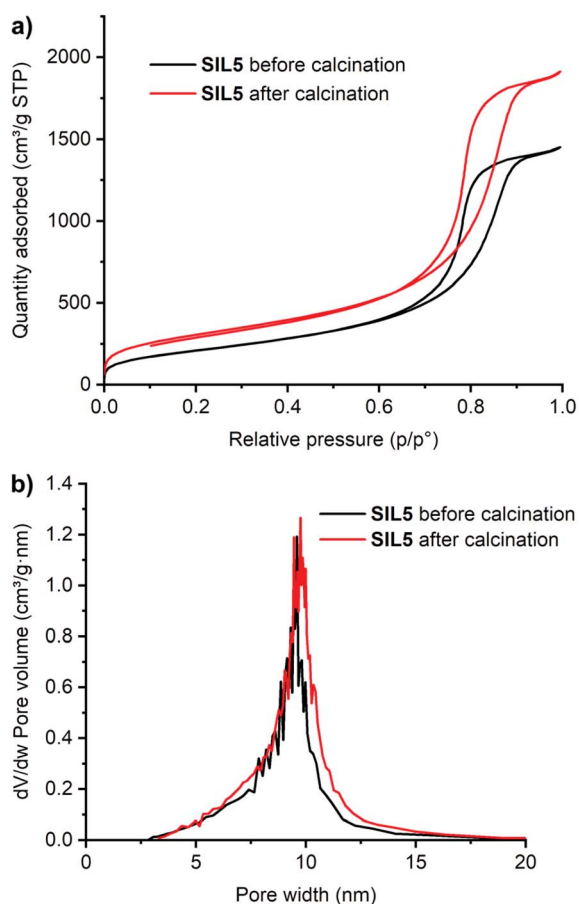 a)
Quantity adsorbed (cm³/g STP)
2000
1500
1000
500
0
SIL5 before calcination
SIL5 after calcination
0.0 0.2 0.4 0.6 0.8 1.0
Relative pressure (p/p°)
b)
dV/dw Pore volume (cm³/g·nm)
1.4
1.2
1.0
0.8
0.6
0.4
0.2
0.0
SIL5 before calcination
SIL5 after calcination
0 5 10 15 20
Pore width (nm)